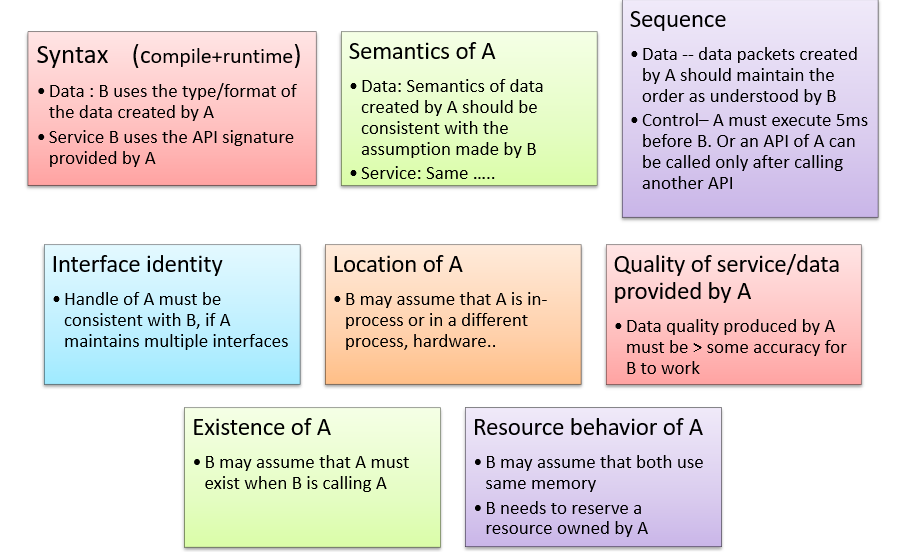 Syntax (Compile+runtime)
• Data : B uses the type/format of
the data created by A
• Service B uses the API signature
provided by A
Semantics of A
• Data: Semantics of data
created by A should be
consistent with the
assumption made by B
• Service: Same …..
Sequence
• Data -- data packets created
by A should maintain the
order as understood by B
• Control– A must execute 5ms
before B. Or an API of A can
be called only after calling
another API
Interface identity
• Handle of A must be
consistent with B, if A
maintains multiple interfaces
Location of A
• B may assume that A is in-
process or in a different
process, hardware..
Quality of service/data
provided by A
• Data quality produced by A
must be > some accuracy for
B to work
Existence of A
• B may assume that A must
exist when B is calling A
Resource behavior of A
• B may assume that both use
same memory
• B needs to reserve a
resource owned by A